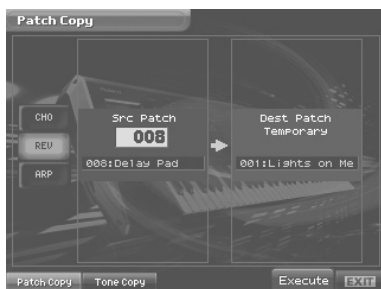 Patch Copy
CHO
REV
ARP
Src Patch
008
008:Delay Pad
Dest Patch
Temporary
001:Lights on Me
Patch Copy
Tone Copy
Execute
EXIT